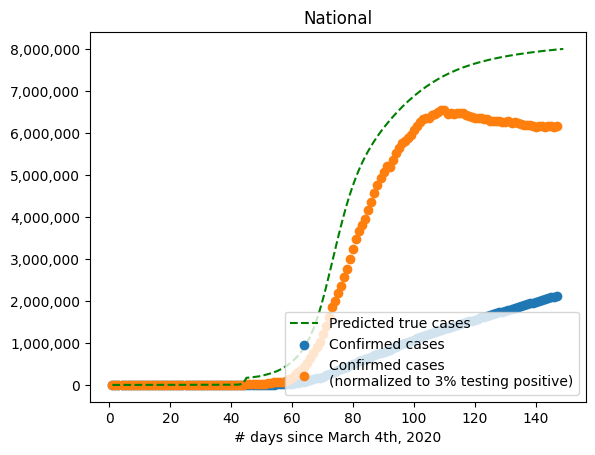 National
8,000,000
7,000,000
6,000,000
5,000,000
4,000,000
3,000,000
2,000,000
1,000,000
0
Predicted true cases
Confirmed cases
Confirmed cases
(normalized to 3% testing positive)
0 20 40 60 80 100 120 140
# days since March 4th, 2020